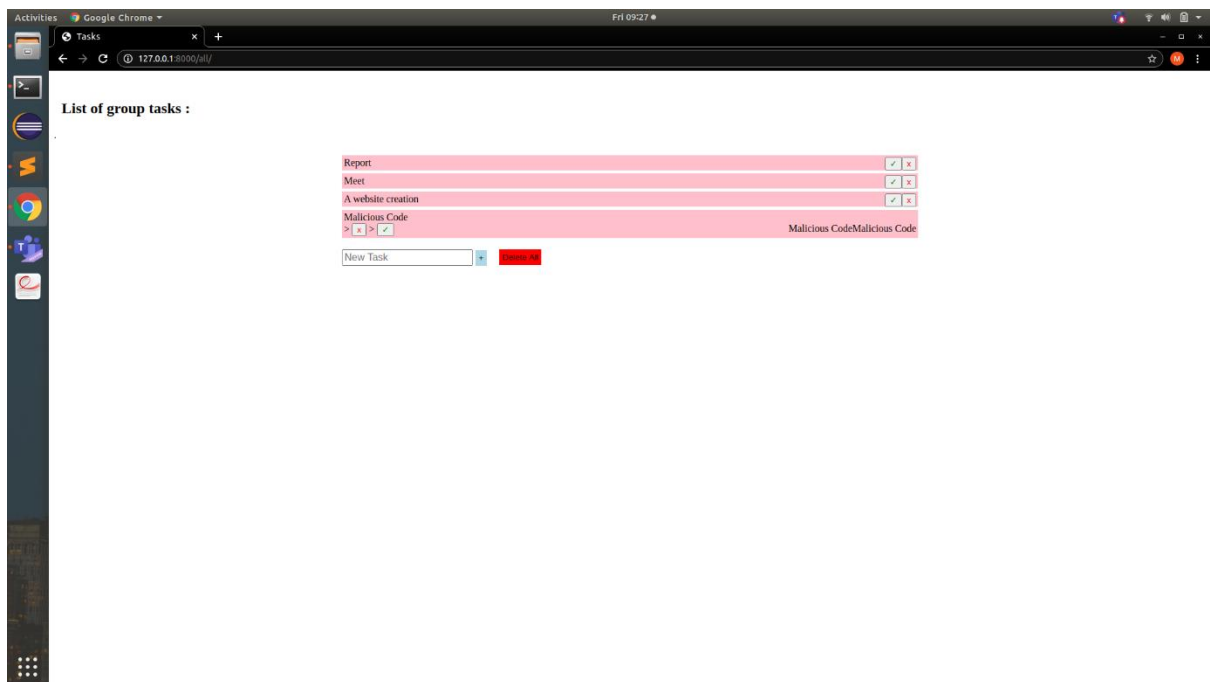 Activities Google Chrome Fri 09:27
Tasks x +
127.0.0.1:8000/all/ M
List of group tasks :
.
Report ✓ x
Meet ✓ x
A website creation ✓ x
Malicious Code
> x > ✓ Malicious CodeMalicious Code
New Task + Delete All